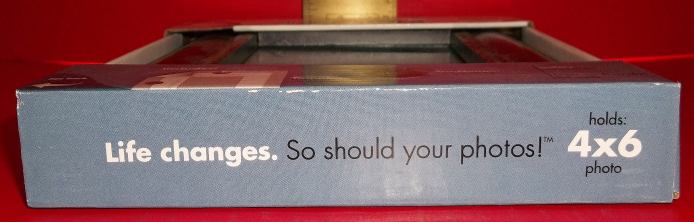 Life changes. So should your photos!™
holds:
4x6
photo